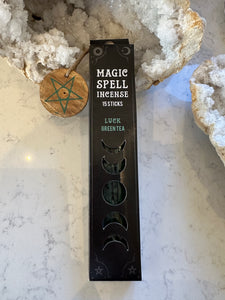 MAGIC
SPELL
INCENSE
15 STICKS
LUCK
GREEN TEA